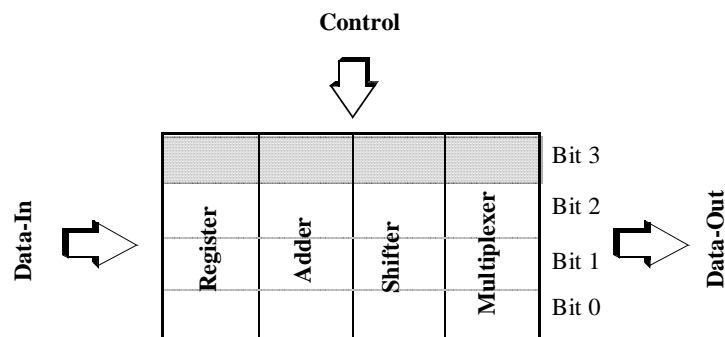 Control
Bit 3
Bit 2
Bit 1
Bit 0
Data-In
Register
Adder
Shifter
Multiplexer
Data-Out